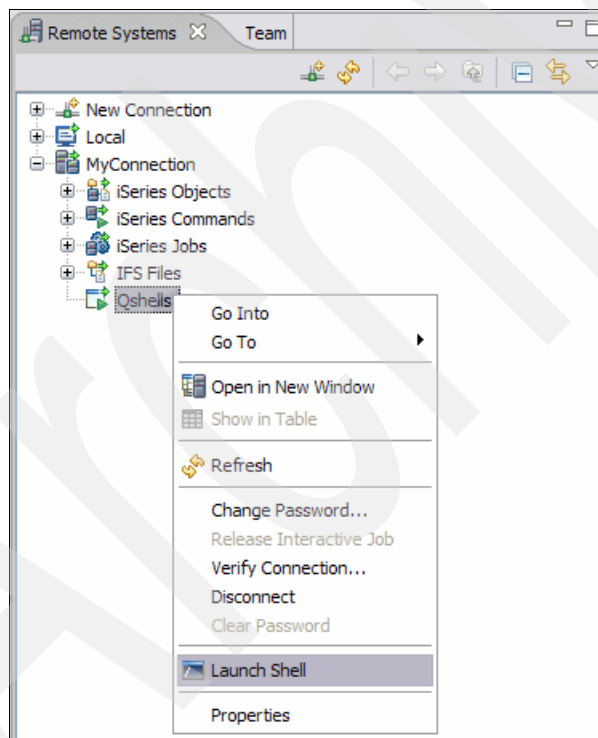 Remote Systems Team
New Connection
Local
MyConnection
iSeries Objects
iSeries Commands
iSeries Jobs
IFS Files
Qshells
Go Into
Go To
Open in New Window
Show in Table
Refresh
Change Password...
Release Interactive Job
Verify Connection...
Disconnect
Clear Password
Launch Shell
Properties